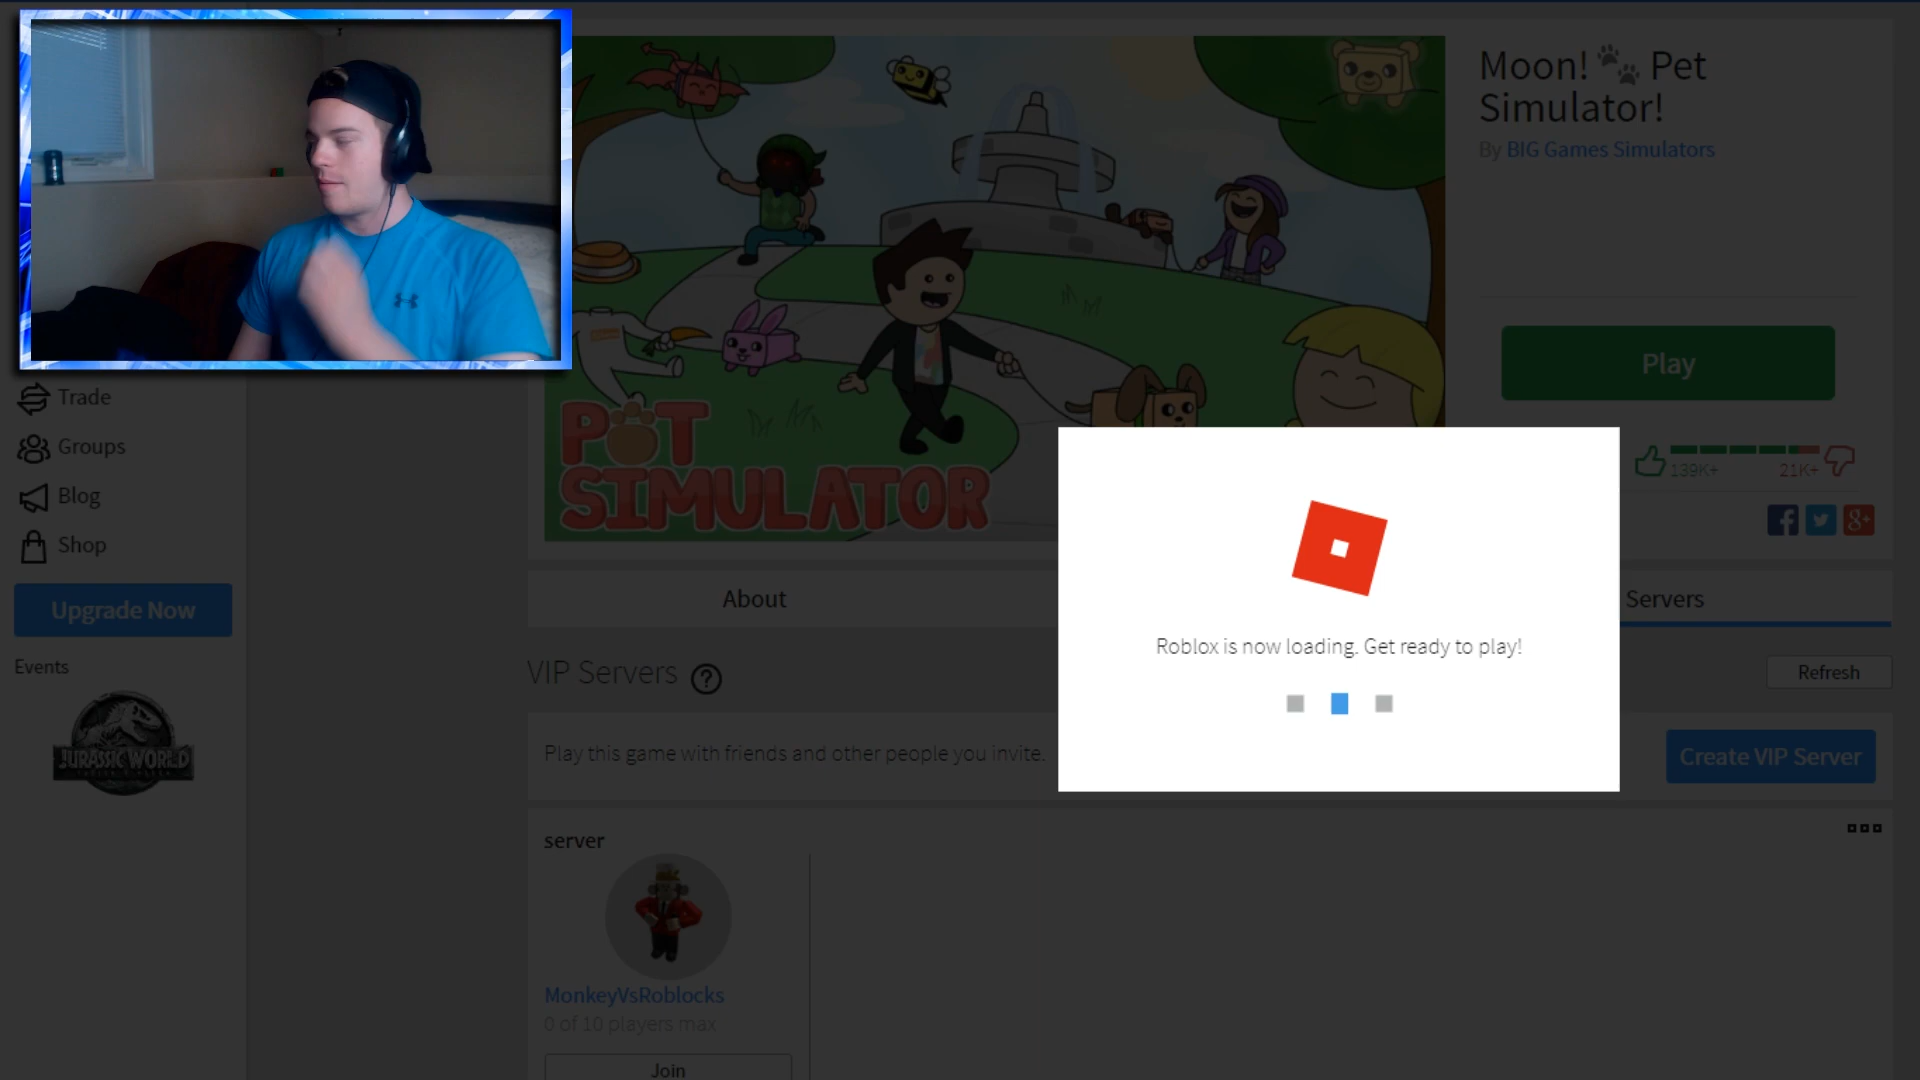 Moon! 🐾 Pet
Simulator!
By BIG Games Simulators
Play
139K+ 21K+
PET
SIMULATOR
Trade
Groups
Blog
Shop
Upgrade Now
Events
JURASSIC WORLD
About
Servers
Roblox is now loading. Get ready to play!
VIP Servers ?
Refresh
Play this game with friends and other people you invite.
Create VIP Server
server
MonkeyVsRoblocks
0 of 10 players max
Join